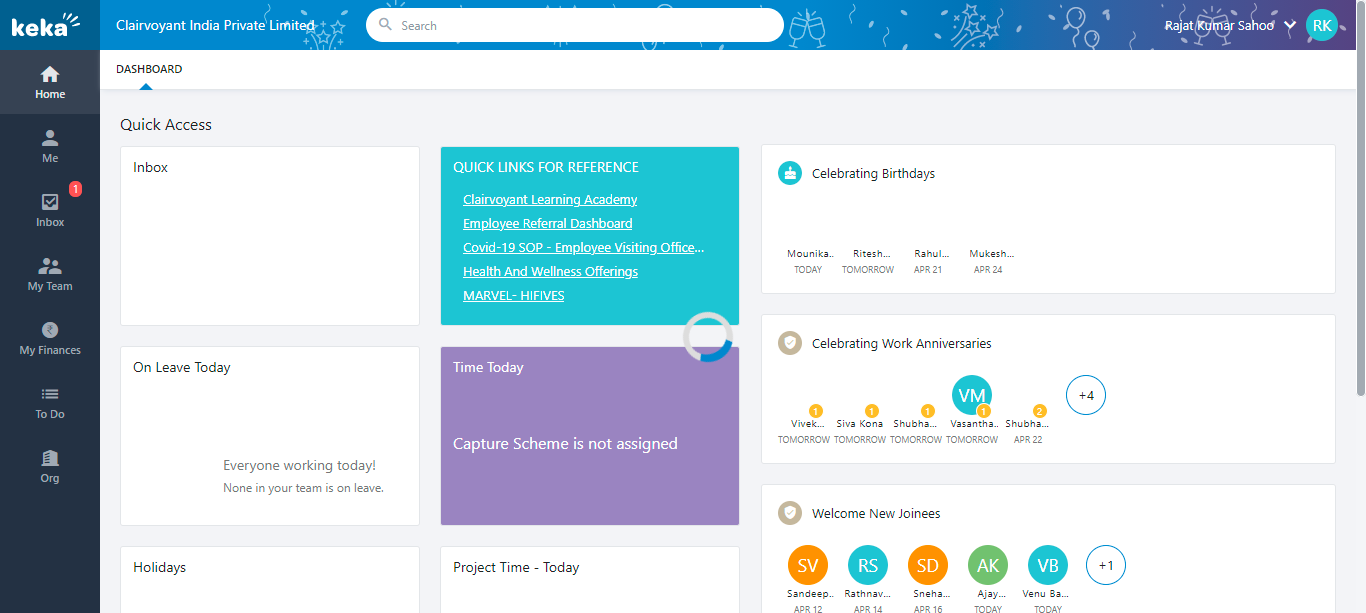 keka
Clairvoyant India Private Limited
Search
Rajat Kumar Sahoo
RK
DASHBOARD
Home
Me
1
Inbox
My Team
My Finances
To Do
Org
Quick Access
Inbox
QUICK LINKS FOR REFERENCE
Clairvoyant Learning Academy
Employee Referral Dashboard
Covid-19 SOP - Employee Visiting Office...
Health And Wellness Offerings
MARVEL- HIFIVES
On Leave Today
Everyone working today!
None in your team is on leave.
Time Today
Capture Scheme is not assigned
Holidays
Project Time - Today
Celebrating Birthdays
Mounika.. Ritesh... Rahul... Mukesh...
TODAY TOMORROW APR 21 APR 24
Celebrating Work Anniversaries
VM +4
1 1 1 1 2
Vivek... Siva Kona Shubha... Vasantha.. Shubha...
TOMORROW TOMORROW TOMORROW TOMORROW APR 22
Welcome New Joinees
SV RS SD AK VB +1
Sandeep.. Rathnav... Sneha... Ajay... Venu Ba...
APR 12 APR 14 APR 16 TODAY TODAY